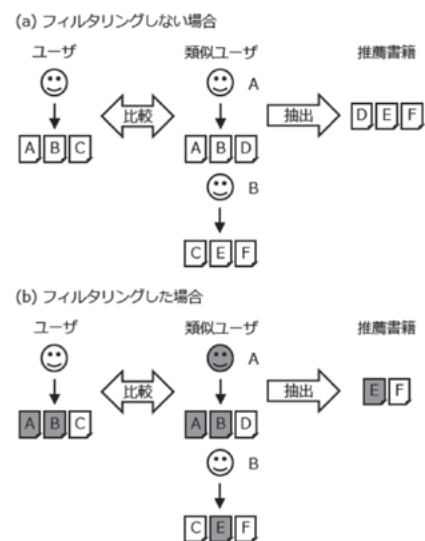 (a) フィルタリングしない場合
ユーザ 類似ユーザ 推薦書籍
A
比較 抽出
A B C A B D D E F
B
C E F
(b) フィルタリングした場合
ユーザ 類似ユーザ 推薦書籍
A
比較 抽出
A B C A B D E F
B
C E F